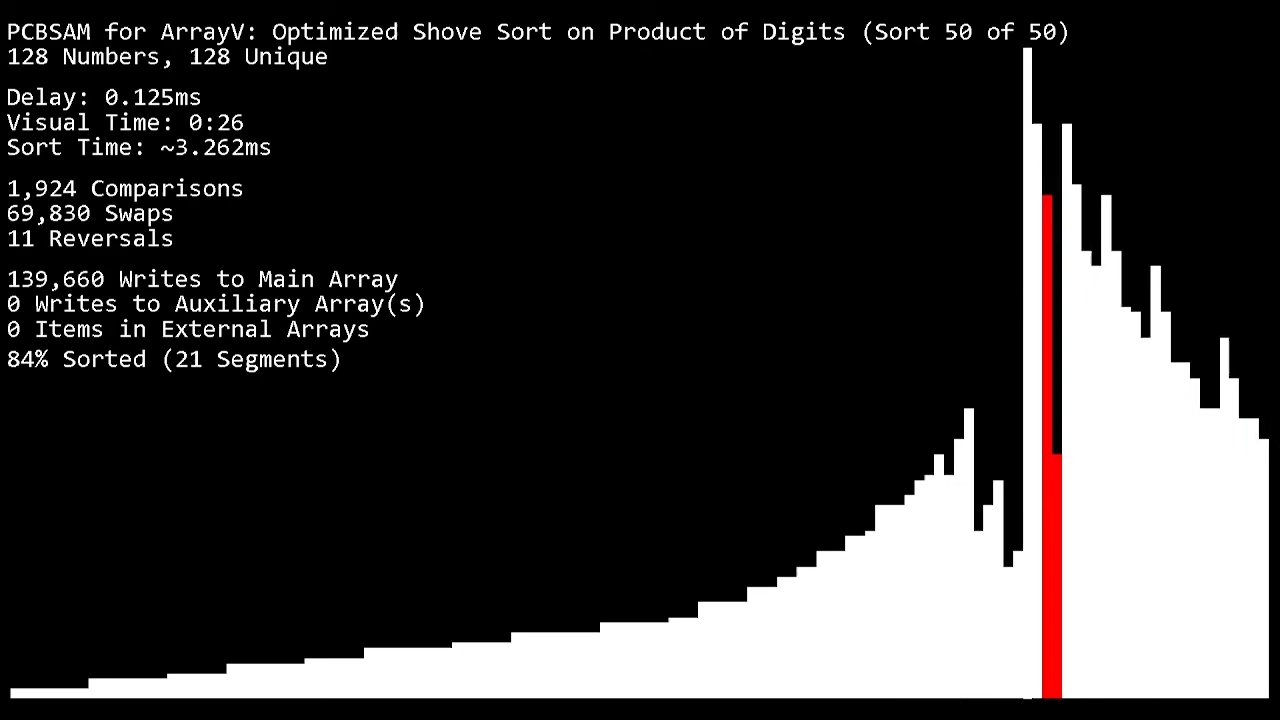 PCBSAM for ArrayV: Optimized Shove Sort on Product of Digits (Sort 50 of 50)
128 Numbers, 128 Unique
Delay: 0.125ms
Visual Time: 0:26
Sort Time: ~3.262ms
1,924 Comparisons
69,830 Swaps
11 Reversals
139,660 Writes to Main Array
0 Writes to Auxiliary Array(s)
0 Items in External Arrays
84% Sorted (21 Segments)